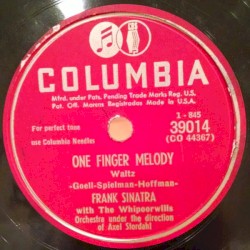 COLUMBIA
Mfrd. under Pats. Pending Trade Marks Reg. U.S.
Pat. Off. Marcas Registradas Made in U.S.A.
1 - 845
For perfect tone
use Columbia Needles
39014
(CO 44367)
ONE FINGER MELODY
Waltz
-Goell-Spielman-Hoffman-
FRANK SINATRA
with The Whipoorwills
Orchestra under the direction
of Axel Stordahl